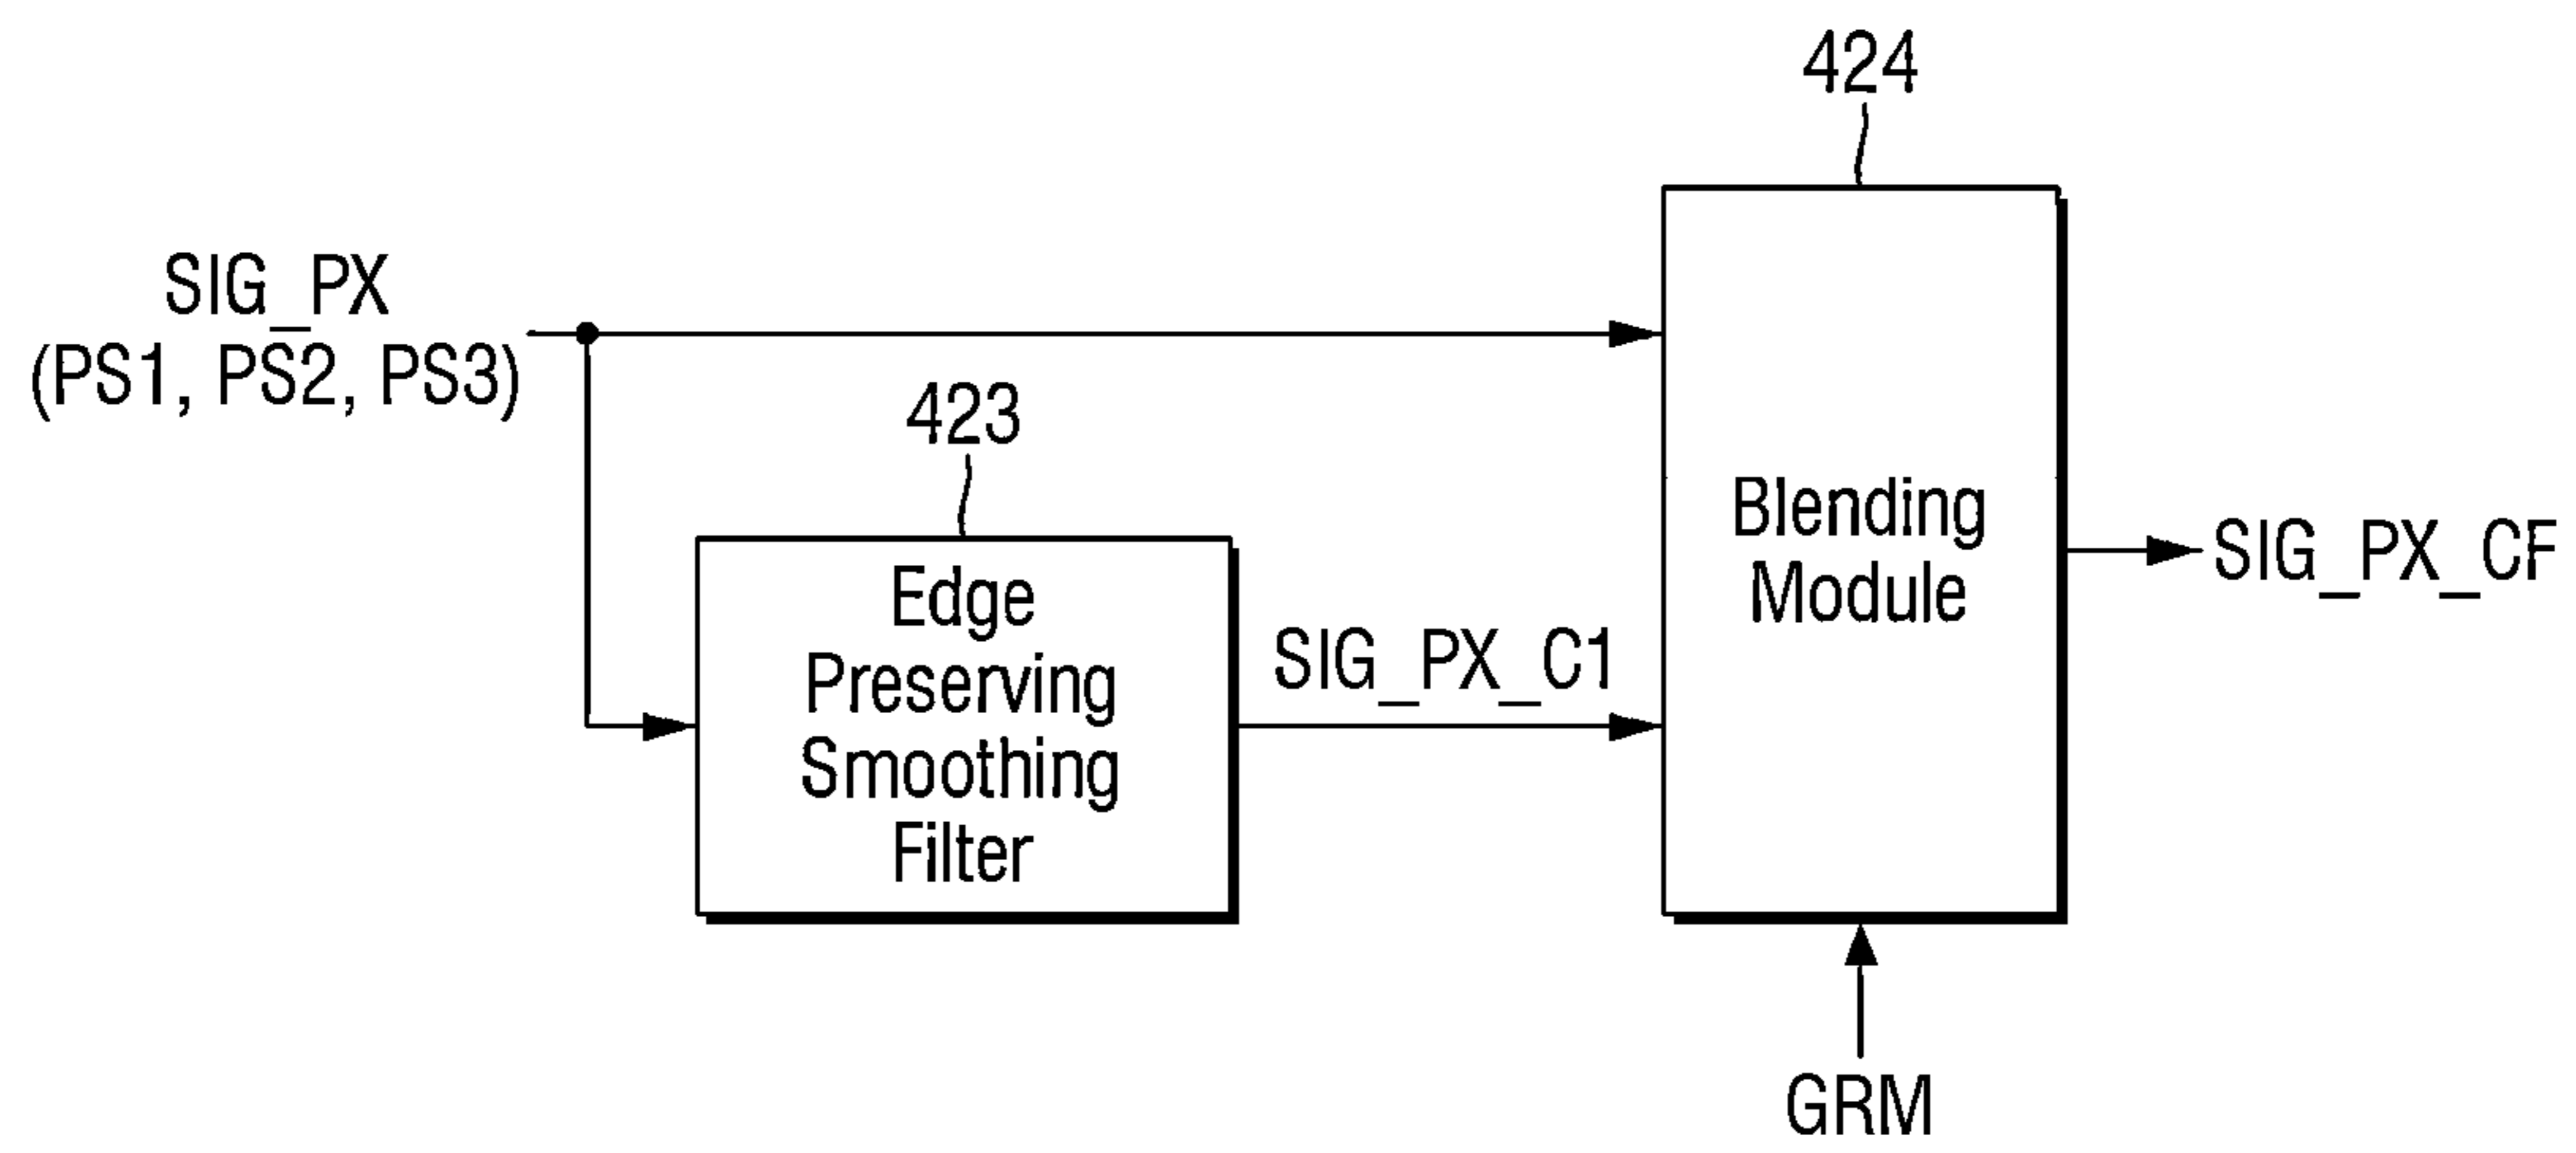 424
SIG_PX
(PS1, PS2, PS3)
423
Edge
Preserving
Smoothing
Filter
SIG_PX_C1
Blending
Module
SIG_PX_CF
GRM